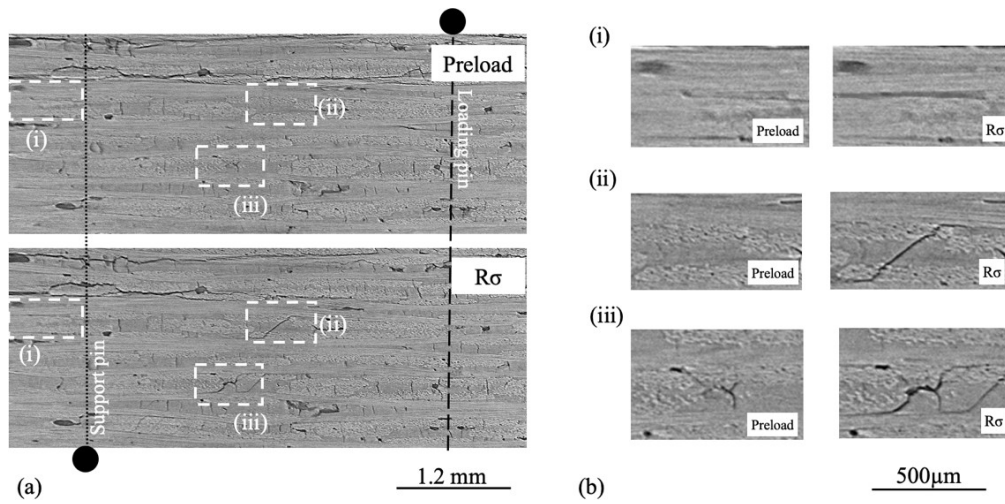 Preload
Loading pin
(i)
(ii)
(iii)
Rσ
(i)
(ii)
(iii)
Support pin
(a)
1.2 mm
(i)
Preload
Rσ
(ii)
Preload
Rσ
(iii)
Preload
Rσ
(b)
500μm